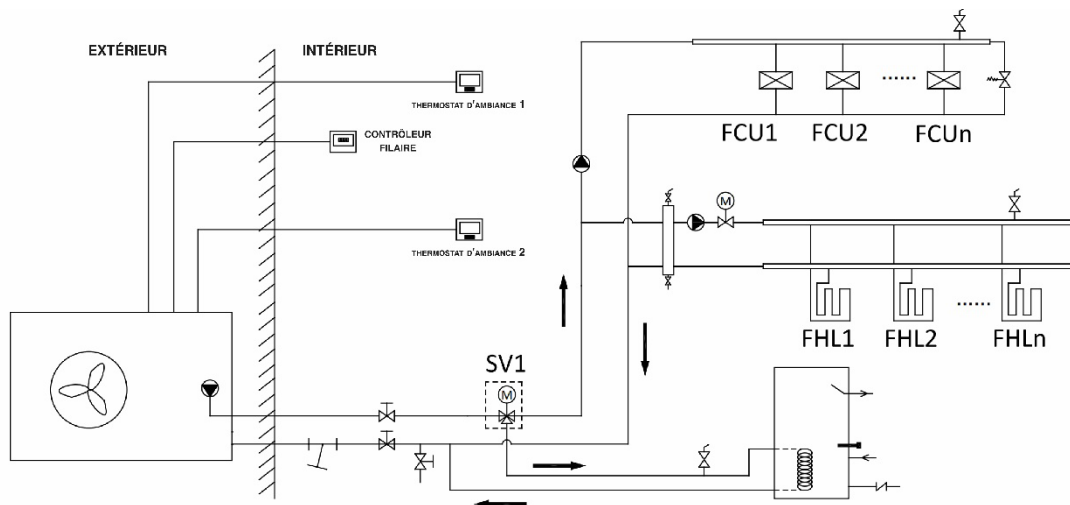 EXTÉRIEUR
INTÉRIEUR
THERMOSTAT D'AMBIANCE 1
CONTRÔLEUR
FILAIRE
THERMOSTAT D'AMBIANCE 2
FCU1
FCU2
......
FCUn
M
FHL1
FHL2
......
FHLn
SV1
M